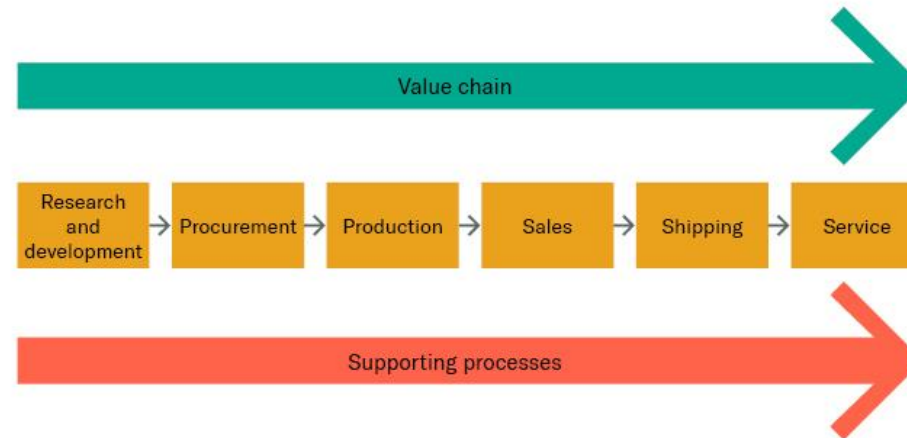 Value chain
Research
and
development
Procurement
Production
Sales
Shipping
Service
Supporting processes